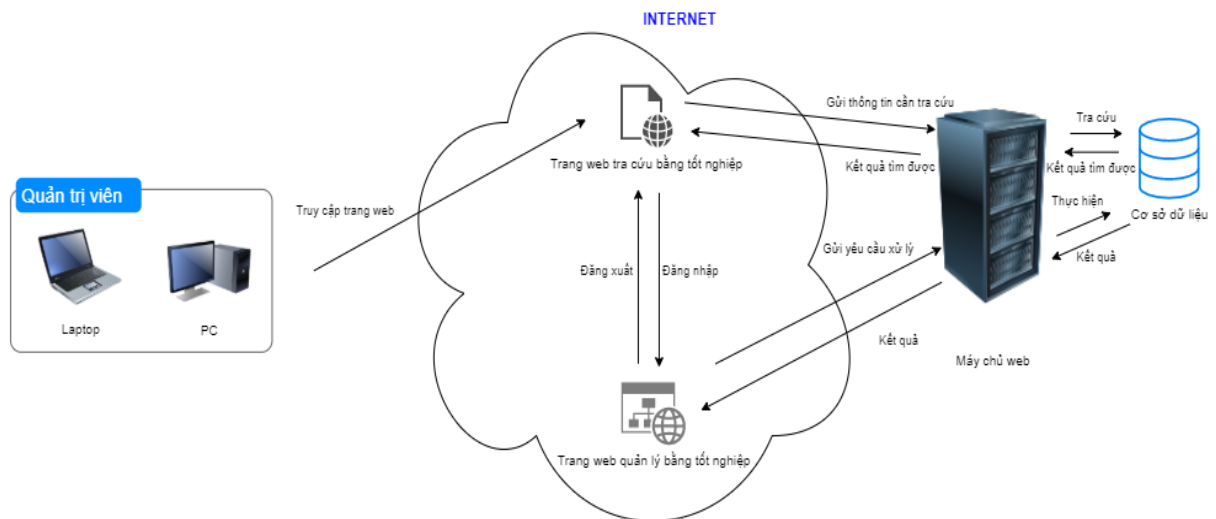 INTERNET
Gửi thông tin cần tra cứu
Tra cứu
Trang web tra cứu bằng tốt nghiệp
Kết quả tìm được
Kết quả tìm được
Quản trị viên
Truy cập trang web
Thực hiện
Cơ sở dữ liệu
Gửi yêu cầu xử lý
Kết quả
Đăng xuất
Đăng nhập
Laptop
PC
Kết quả
Máy chủ web
Trang web quản lý bằng tốt nghiệp